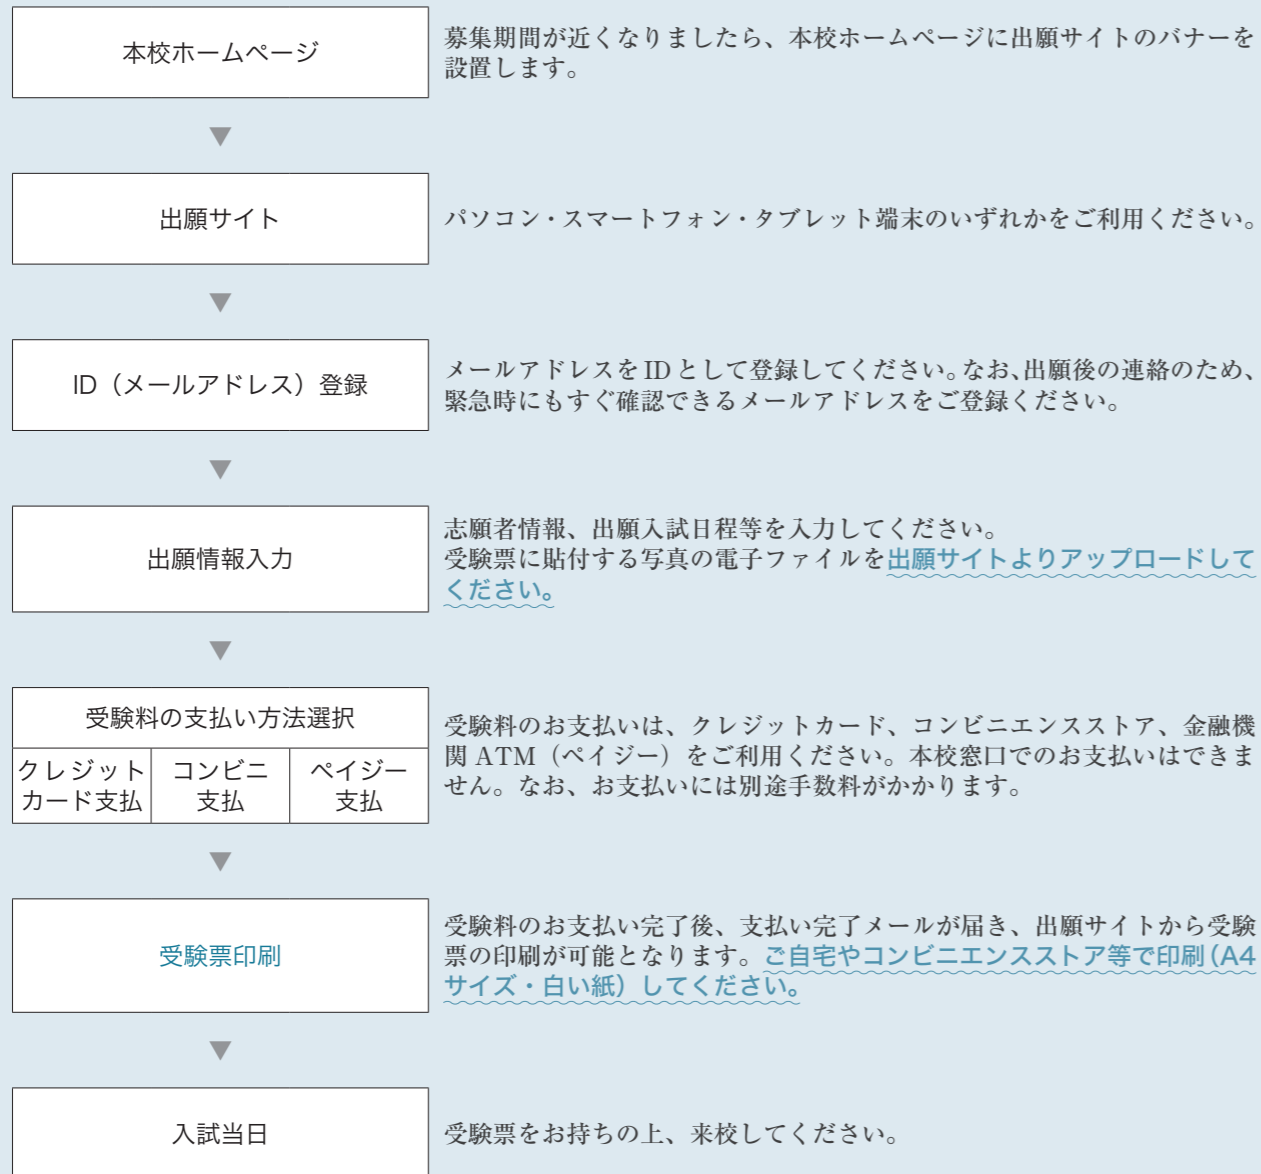 本校ホームページ
募集期間が近くなりましたら、本校ホームページに出願サイトのバナーを
設置します。
出願サイト
パソコン・スマートフォン・タブレット端末のいずれかをご利用ください。
ID（メールアドレス）登録
メールアドレスをIDとして登録してください。なお、出願後の連絡のため、
緊急時にもすぐ確認できるメールアドレスをご登録ください。
出願情報入力
志願者情報、出願入試日程等を入力してください。
受験票に貼付する写真の電子ファイルを出願サイトよりアップロードして
ください。
受験料の支払い方法選択
クレジット
カード支払
コンビニ
支払
ペイジー
支払
受験料のお支払いは、クレジットカード、コンビニエンスストア、金融機
関 ATM（ペイジー）をご利用ください。本校窓口でのお支払いはできま
せん。なお、お支払いには別途手数料がかかります。
受験票印刷
受験料のお支払い完了後、支払い完了メールが届き、出願サイトから受験
票の印刷が可能となります。ご自宅やコンビニエンスストア等で印刷（A4
サイズ・白い紙）してください。
入試当日
受験票をお持ちの上、来校してください。